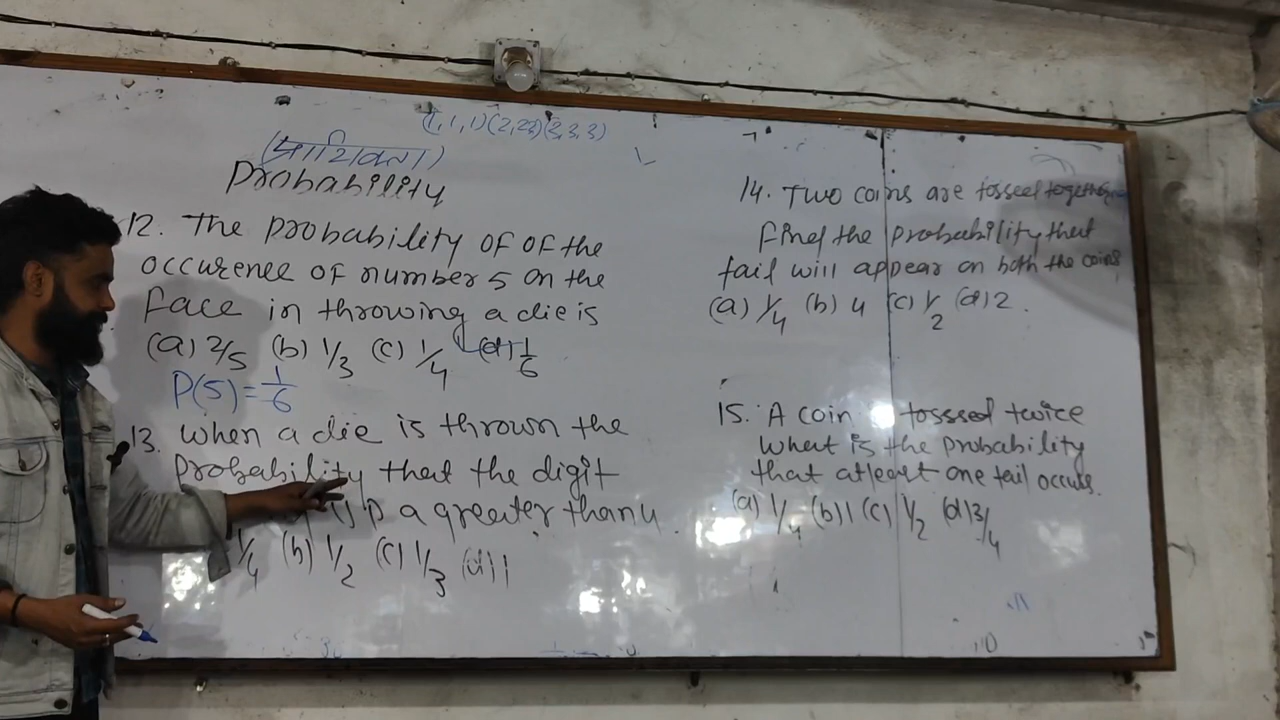 (1,1,1)(2,2,2)(3,3,3)
(प्रायिकता)
Probability
12. The probability of of the
occurence of number 5 on the
face in throwing a die is
(a) 2/5 (b) 1/3 (c) 1/4 (d) 1/6
P(5)=1/6
13. When a die is thrown the
probability that the digit
up a greater than 4.
1/4 (b) 1/2 (c) 1/3 (d) 1
14. Two coins are tossed together
find the probability that
tail will appear on both the coins
(a) 1/4 (b) 4 (c) 1/2 (d) 2.
15. A coin tosssed twice
what is the probability
that atleast one tail occurs.
(a) 1/4 (b) 1 (c) 1/2 (d) 3/4